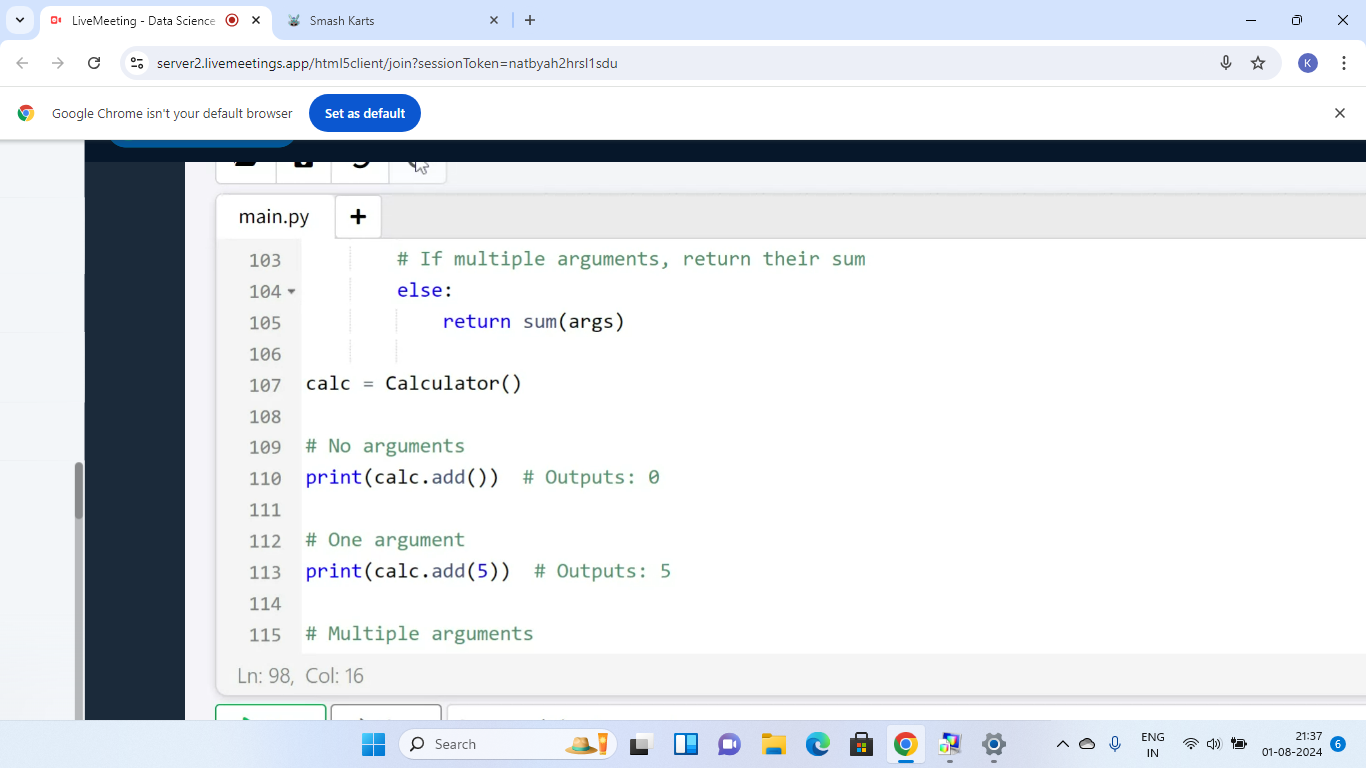 LiveMeeting - Data Science
Smash Karts
server2.livemeetings.app/html5client/join?sessionToken=natbyah2hrsl1sdu
K
Google Chrome isn't your default browser
Set as default
main.py
+
103 # If multiple arguments, return their sum
104 else:
105 return sum(args)
106
107 calc = Calculator()
108
109 # No arguments
110 print(calc.add()) # Outputs: 0
111
112 # One argument
113 print(calc.add(5)) # Outputs: 5
114
115 # Multiple arguments
Ln: 98, Col: 16
Search
ENG
IN
21:37
01-08-2024
6